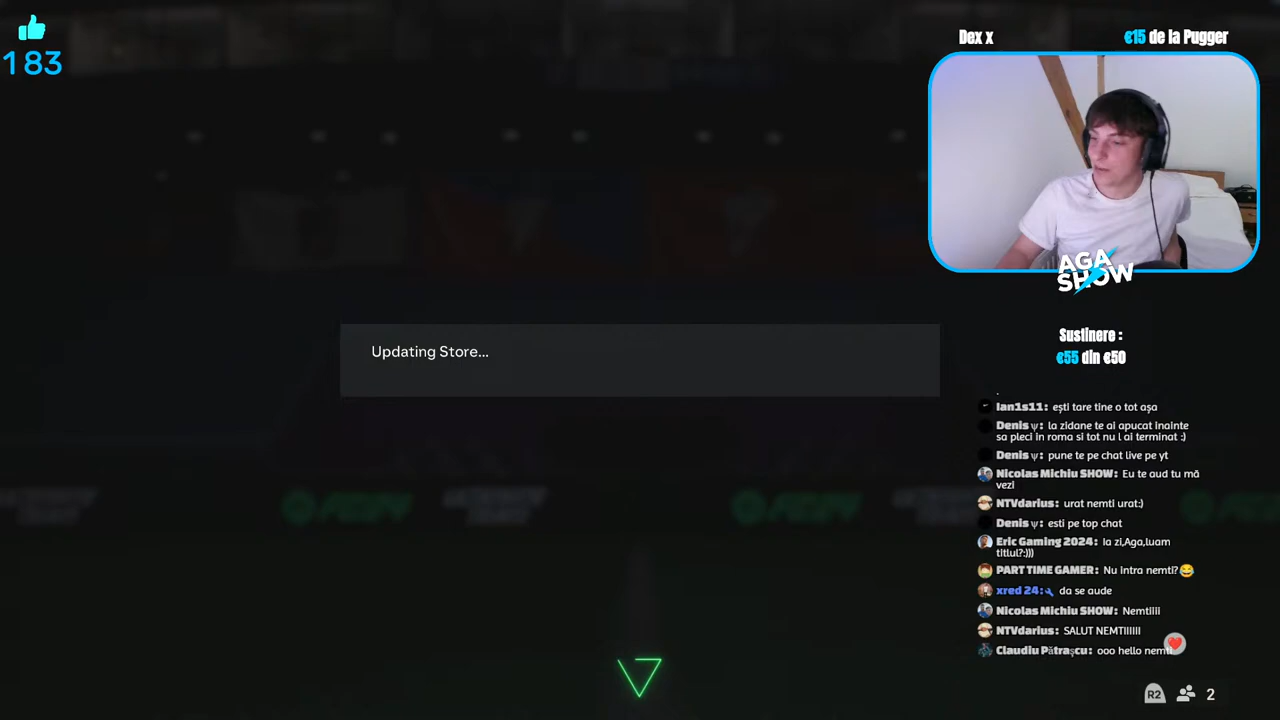 183
Dex x
€15 de la Pugger
AGA
SHOW
Updating Store...
Sustinere :
€55 din €50
Ian1s11: ești tare tine o tot așa
Denis ψ: la zidane te ai apucat inainte
sa pleci in roma si tot nu l ai terminat :)
Denis ψ: pune te pe chat live pe yt
Nicolas Michiu SHOW: Eu te aud tu mă
vezi
NTVdarius: urat nemti urat:)
Denis ψ: esti pe top chat
Eric Gaming 2024: Ia zi,Aga,luam
titlul?:)))
PART TIME GAMER: Nu intra nemti?😂
xred 24: da se aude
Nicolas Michiu SHOW: Nemtiiii
NTVdarius: SALUT NEMTIIIIII
Claudiu Pătrașcu: ooo hello nemti
R2 2